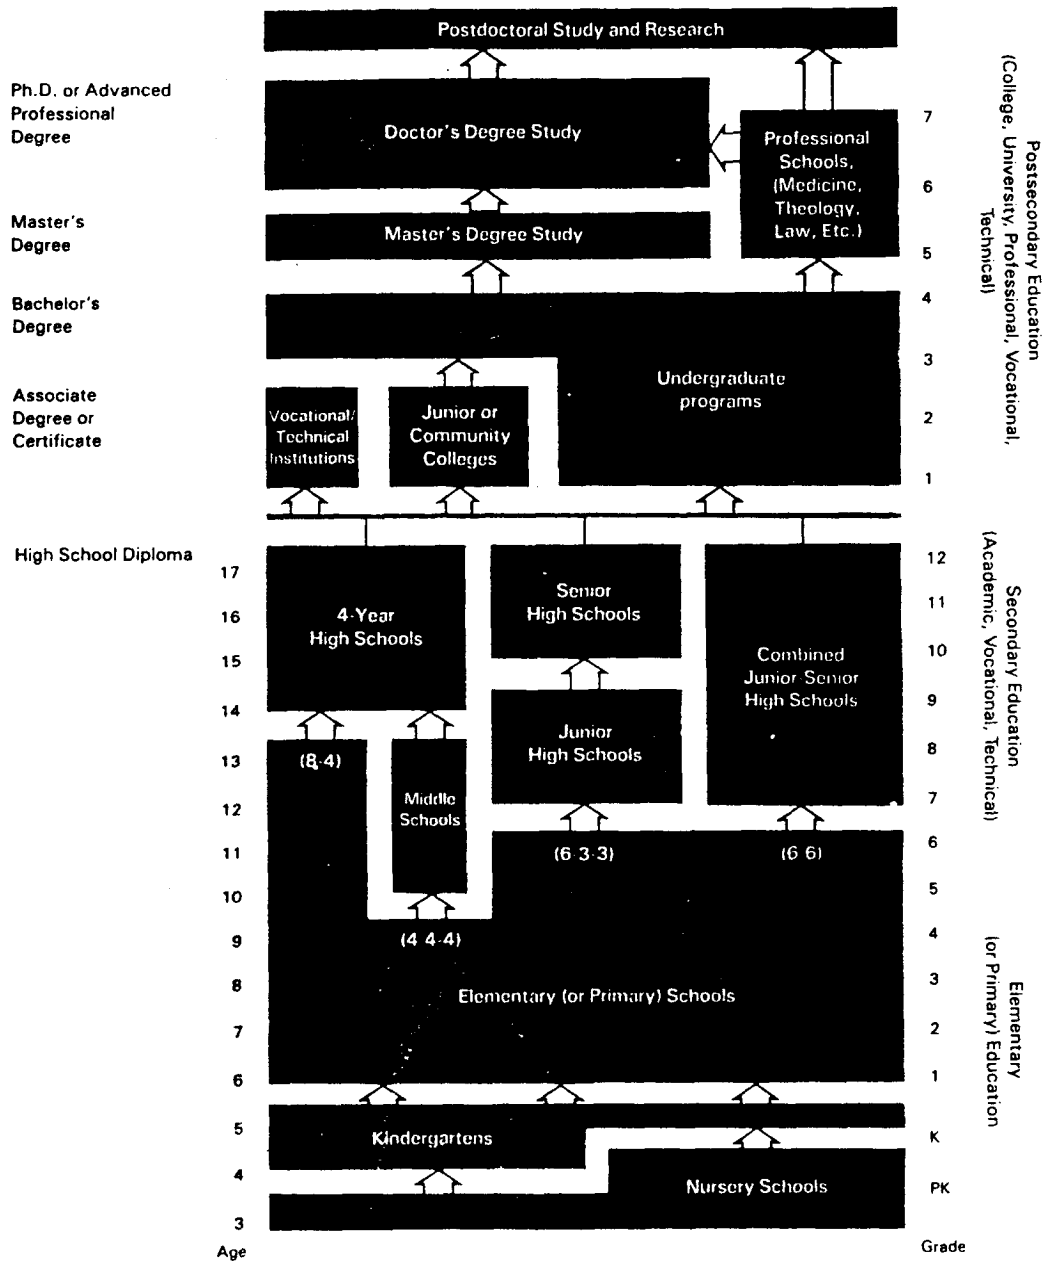 Postdoctoral Study and Research
Ph.D. or Advanced
Professional
Degree
Doctor's Degree Study
Professional
Schools,
(Medicine,
Theology,
Law, Etc.)
7
6
5
Master's
Degree
Master's Degree Study
Bachelor's
Degree
4
3
2
1
Undergraduate
programs
Associate
Degree or
Certificate
Vocational/
Technical
Institutions
Junior or
Community
Colleges
Postsecondary Education
(College, University, Professional, Vocational,
Technical)
High School Diploma
17
16
15
14
13
12
11
10
9
8
7
6
5
4
3
Age
4-Year
High Schools
Senior
High Schools
Combined
Junior-Senior
High Schools
Junior
High Schools
(8-4)
Middle
Schools
(6-3-3)
(6 6)
(4 4-4)
Elementary (or Primary) Schools
Kindergartens
Nursery Schools
12
11
10
9
8
7
6
5
4
3
2
1
K
PK
Grade
Secondary Education
(Academic, Vocational, Technical)
Elementary
(or Primary) Education